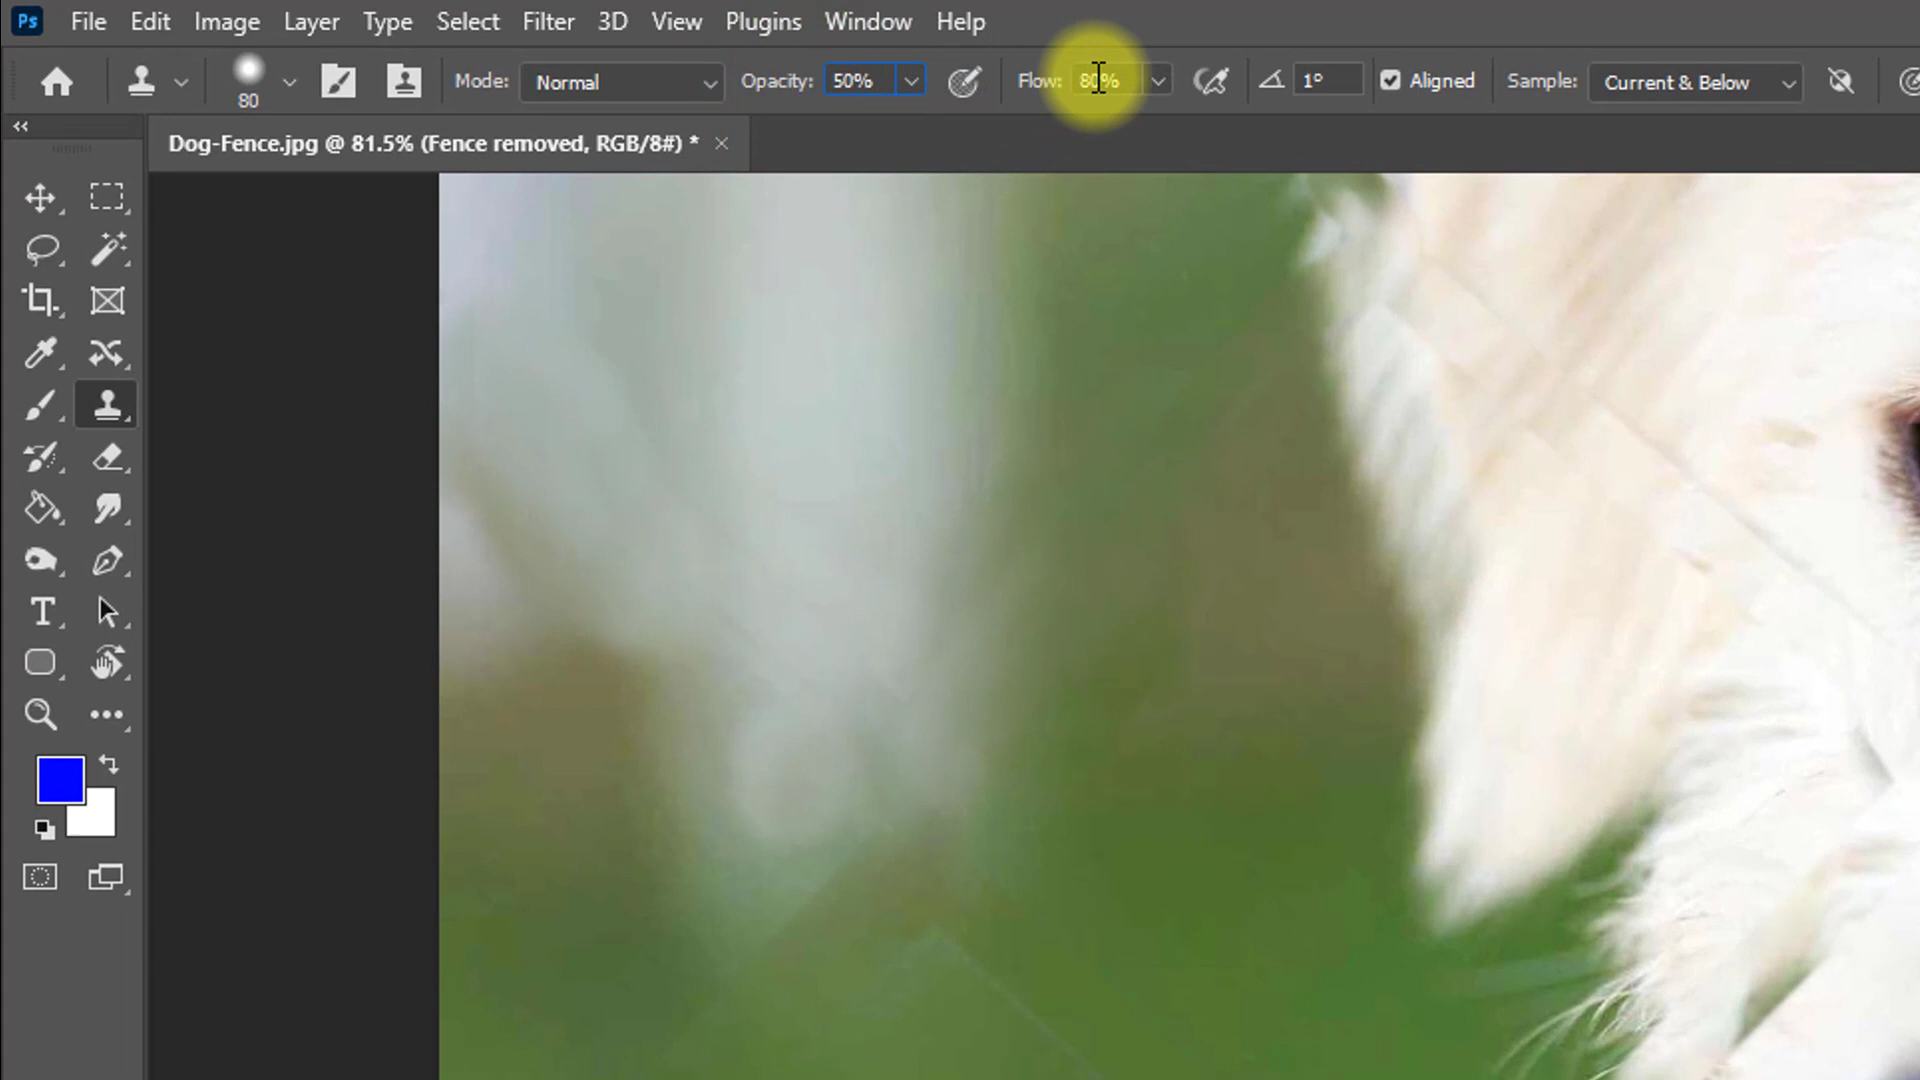 Ps File Edit Image Layer Type Select Filter 3D View Plugins Window Help
80 Mode: Normal Opacity: 50% Flow: 80% 1° Aligned Sample: Current & Below
Dog-Fence.jpg @ 81.5% (Fence removed, RGB/8#) * ×
T